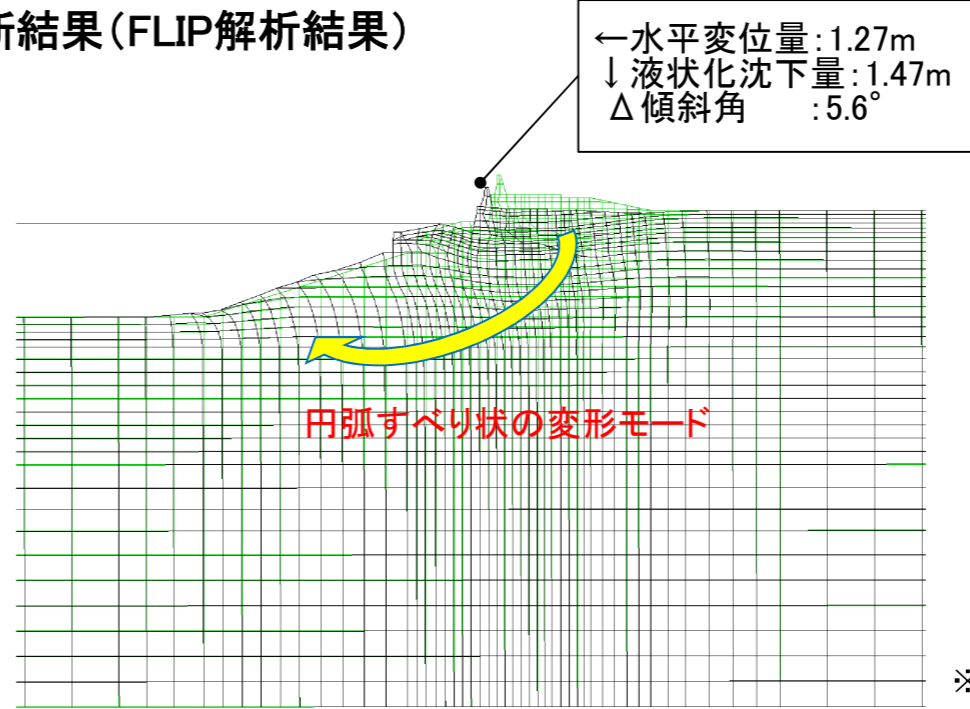 析結果(FLIP解析結果)
←水平変位量:1.27m
↓液状化沈下量:1.47m
Δ傾斜角 :5.6°
円弧すべり状の変形モード
※